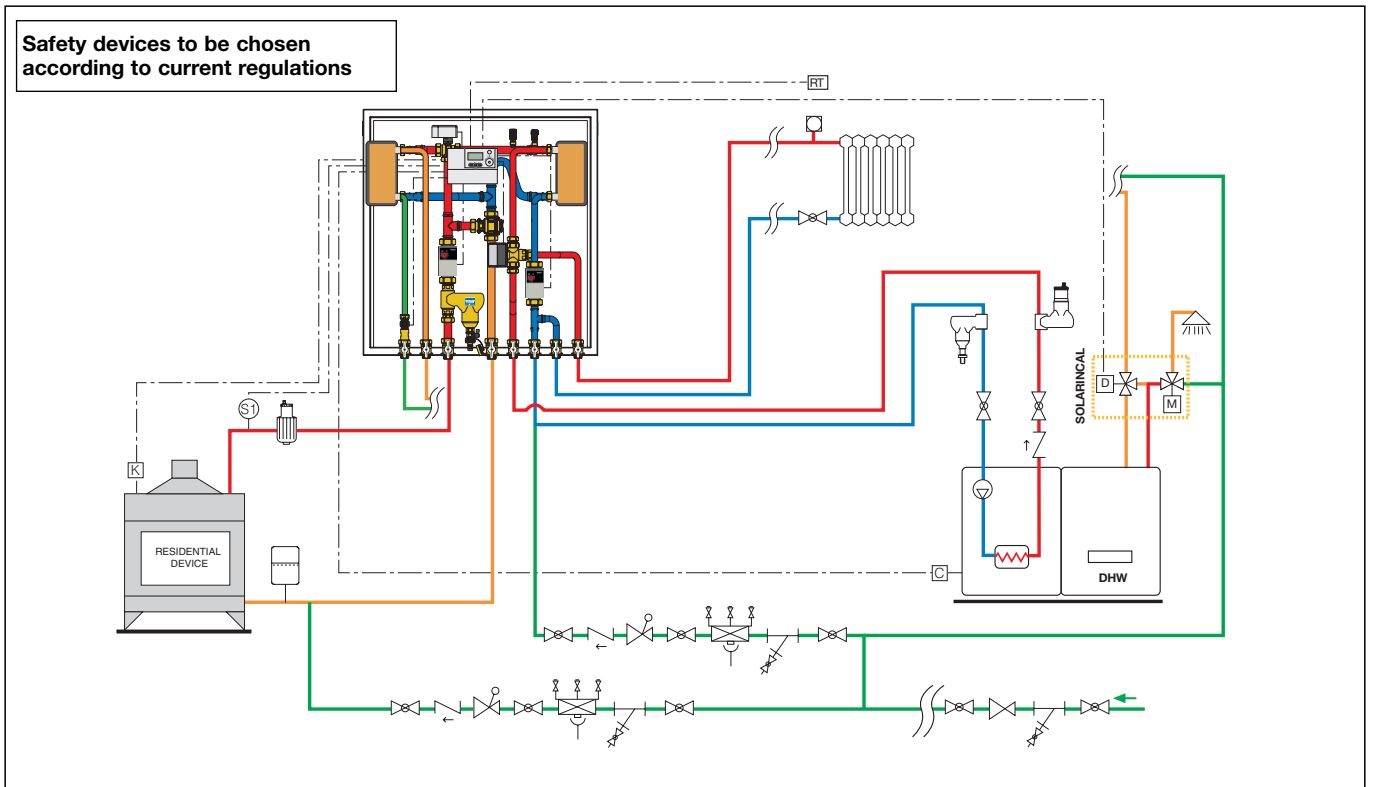 Safety devices to be chosen
according to current regulations
RT
S1
K
RESIDENTIAL
DEVICE
C
DHW
SOLARINCAL
D
M